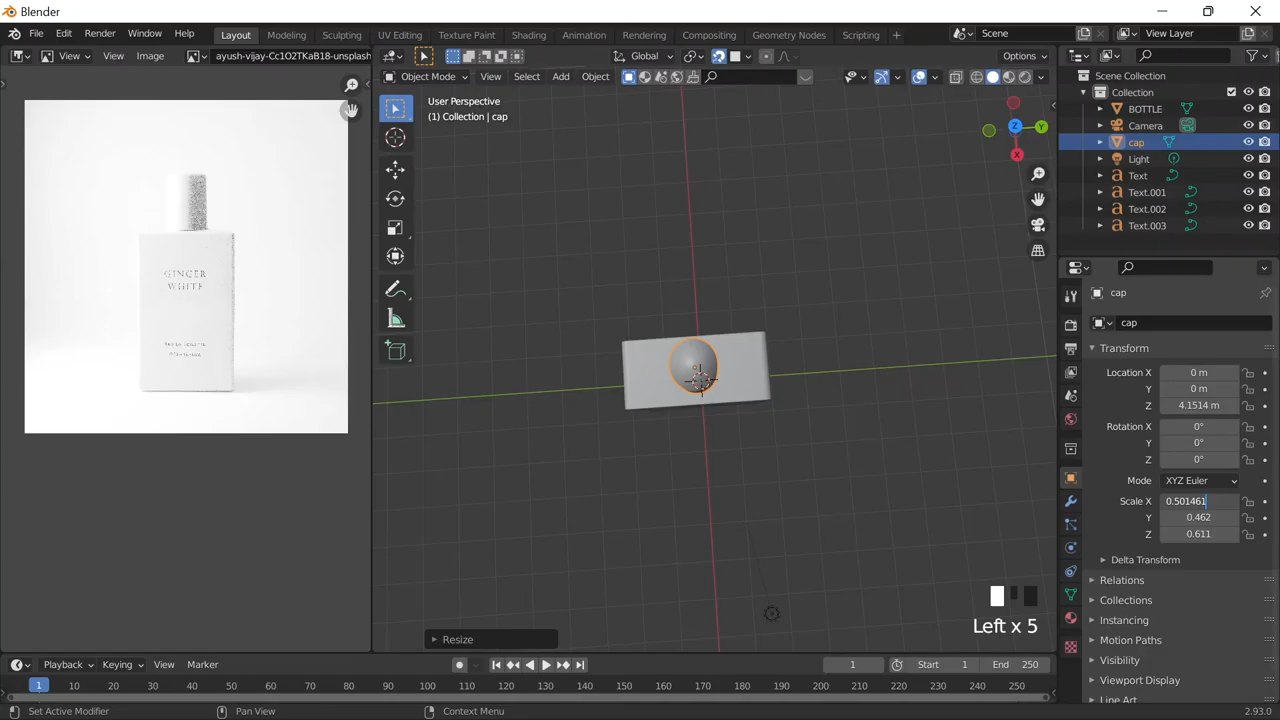 Blender
File Edit Render Window Help
Layout Modeling Sculpting UV Editing Texture Paint Shading Animation Rendering Compositing Geometry Nodes Scripting +
Scene
View Layer
View View Image
ayush-vijay-Cc1O2TKaB18-unsplash
Global
Options
Object Mode View Select Add Object
User Perspective
(1) Collection | cap
GINGER
WHITE
Z
Y
X
Left x 5
Resize
Scene Collection
Collection
BOTTLE
Camera
cap
Light
Text
Text.001
Text.002
Text.003
cap
cap
Transform
Location X 0 m
Y 0 m
Z 4.1514 m
Rotation X 0°
Y 0°
Z 0°
Mode XYZ Euler
Scale X 0.501461
Y 0.462
Z 0.611
Delta Transform
Relations
Collections
Instancing
Motion Paths
Visibility
Viewport Display
Line Art
Playback Keying View Marker
1 Start 1 End 250
1 10 20 30 40 50 60 70 80 90 100 110 120 130 140 150 160 170 180 190 200 210 220 230 240 250
Set Active Modifier Pan View Context Menu 2.93.0